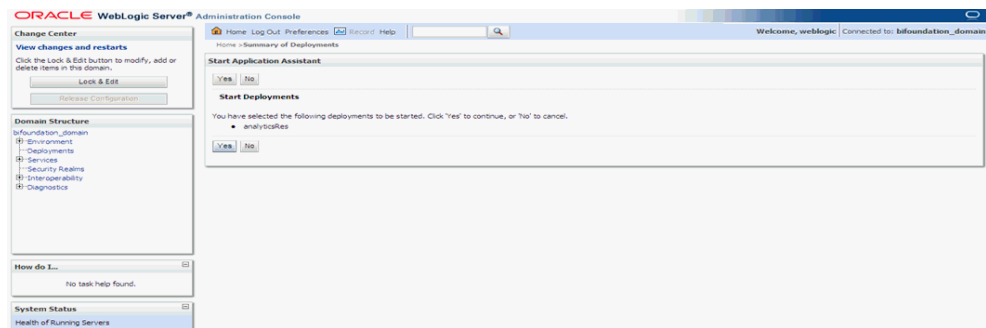 ORACLE WebLogic Server® Administration Console
Change Center
View changes and restarts
Click the Lock & Edit button to modify, add or
delete items in this domain.
Lock & Edit
Release Configuration
Domain Structure
bifoundation_domain
Environment
Deployments
Services
Security Realms
Interoperability
Diagnostics
How do I...
No task help found.
System Status
Health of Running Servers
Home Log Out Preferences Record Help
Welcome, weblogic Connected to: bifoundation_domain
Home >Summary of Deployments
Start Application Assistant
Yes No
Start Deployments
You have selected the following deployments to be started. Click 'Yes' to continue, or 'No' to cancel.
analyticsRes
Yes No